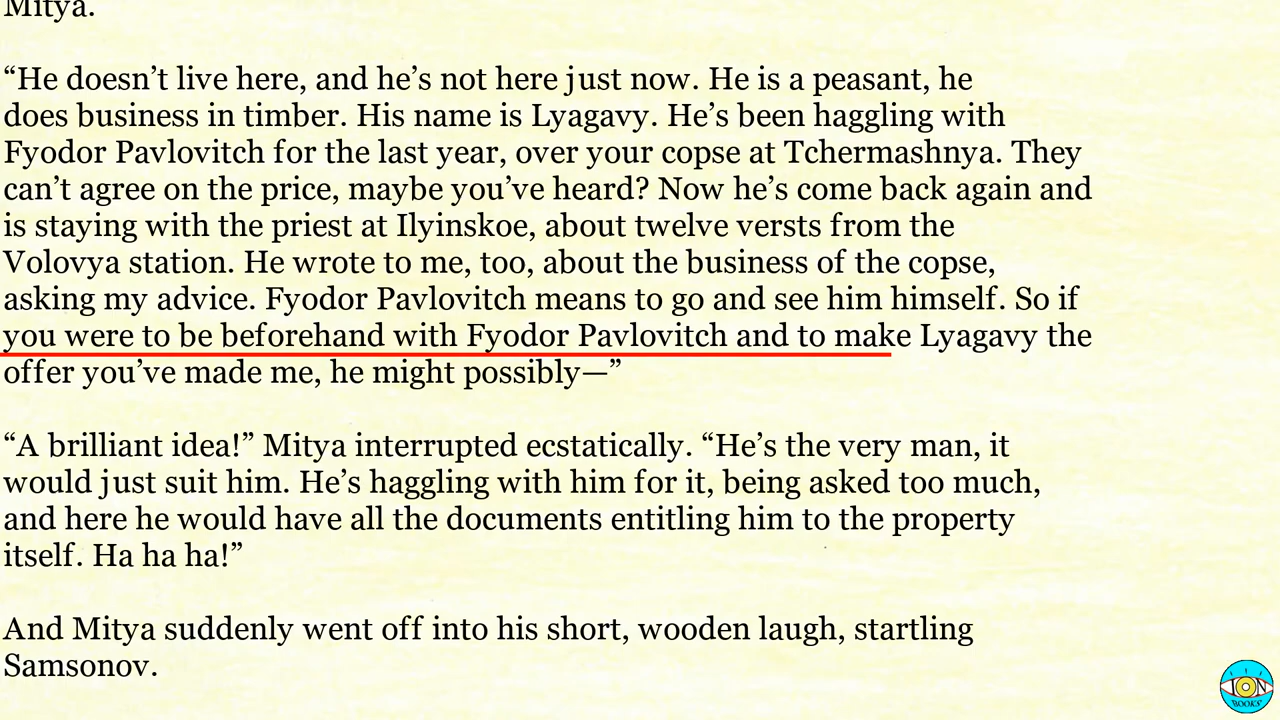 Mitya.
“He doesn’t live here, and he’s not here just now. He is a peasant, he
does business in timber. His name is Lyagavy. He’s been haggling with
Fyodor Pavlovitch for the last year, over your copse at Tchermashnya. They
can’t agree on the price, maybe you’ve heard? Now he’s come back again and
is staying with the priest at Ilyinskoe, about twelve versts from the
Volovya station. He wrote to me, too, about the business of the copse,
asking my advice. Fyodor Pavlovitch means to go and see him himself. So if
you were to be beforehand with Fyodor Pavlovitch and to make Lyagavy the
offer you’ve made me, he might possibly—”
“A brilliant idea!” Mitya interrupted ecstatically. “He’s the very man, it
would just suit him. He’s haggling with him for it, being asked too much,
and here he would have all the documents entitling him to the property
itself. Ha ha ha!”
And Mitya suddenly went off into his short, wooden laugh, startling
Samsonov.
ION
BOOKS